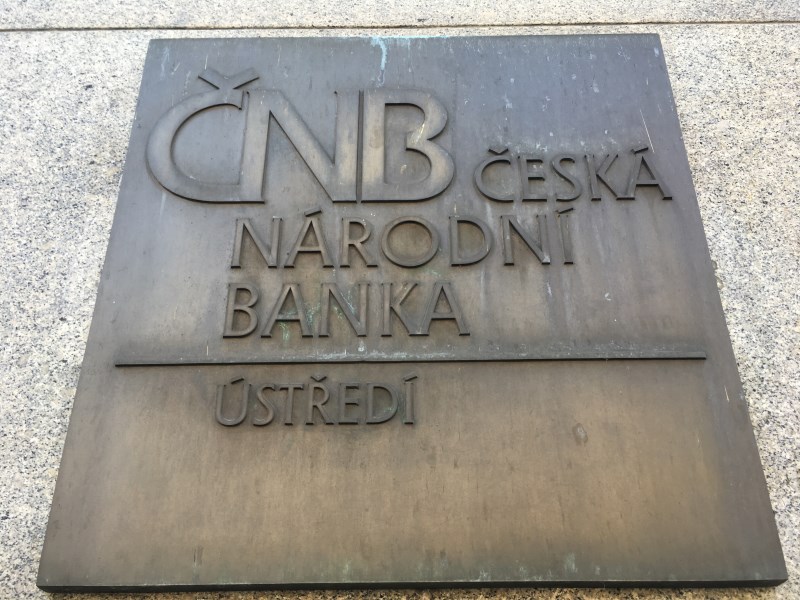 ČNB ČESKÁ
NÁRODNÍ
BANKA
ÚSTŘEDÍ